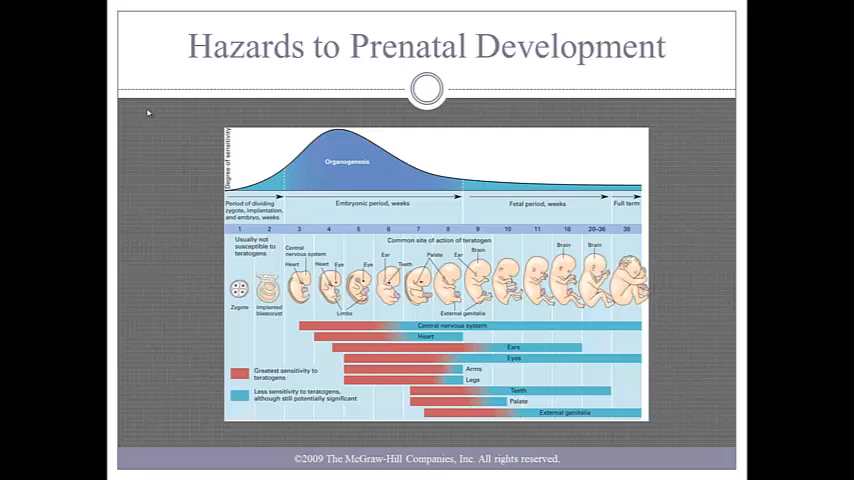 Hazards to Prenatal Development
Degree of sensitivity
Organogenesis
Period of dividing
zygote, implantation,
and embryo, weeks
Embryonic period, weeks
Fetal period, weeks
Full term
1 2 3 4 5 6 7 8 9 10 11 16 20-36 38
Usually not
susceptible to
teratogens
Common site of action of teratogen
Central
nervous system
Heart
Heart
Eye
Eye
Ear
Teeth
Palate
Ear
Brain
Brain
Brain
Zygote
Implanted
blastocyst
Limbs
External genitalia
Central nervous system
Heart
Ears
Eyes
Arms
Legs
Teeth
Palate
External genitalia
Greatest sensitivity to
teratogens
Less sensitivity to teratogens,
although still potentially significant
©2009 The McGraw-Hill Companies, Inc. All rights reserved.